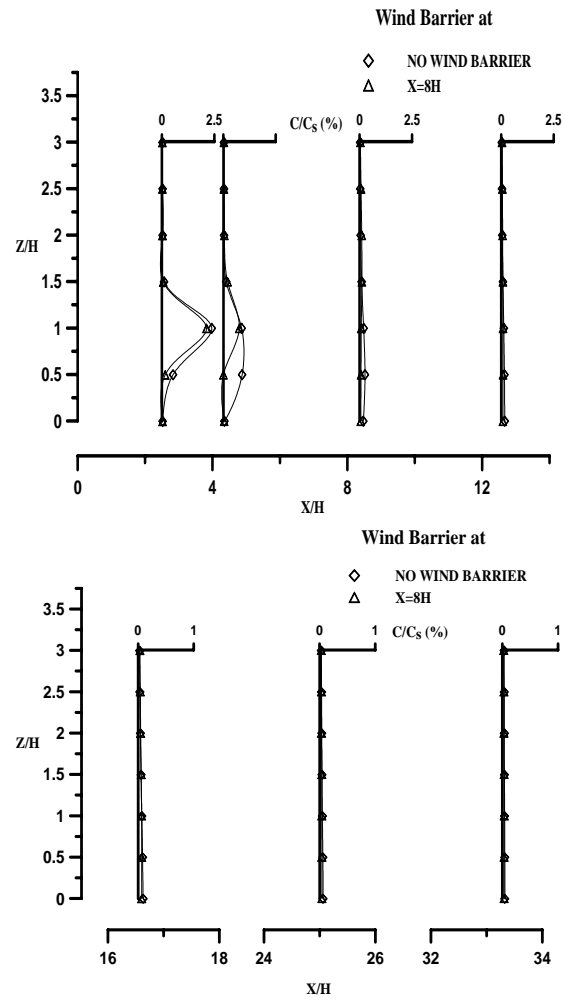 Wind Barrier at
NO WIND BARRIER
X=8H
0 2.5 C/Cs (%) 0 2.5 0 2.5
3.5
3
2.5
Z/H
2
1.5
1
0.5
0
0 4 8 12
X/H
Wind Barrier at
NO WIND BARRIER
X=8H
0 1 0 1 C/Cs (%) 0 1
3.5
3
2.5
2
Z/H
1.5
1
0.5
0
16 18 24 26 32 34
X/H